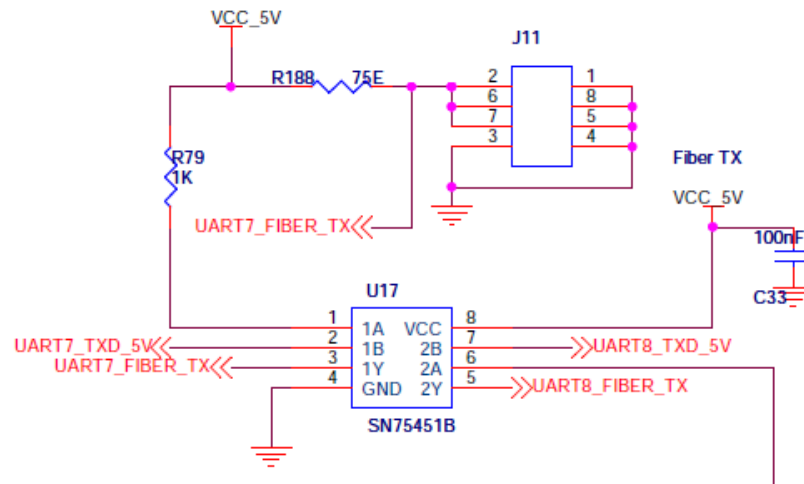 VCC_5V
J11
R188 75E
2 1
6 8
7 5
3 4
R79
1K
Fiber TX
VCC_5V
UART7_FIBER_TX
100nF
C33
U17
1 1A VCC 8
UART7_TXD_5V 2 1B 2B 7 UART8_TXD_5V
UART7_FIBER_TX 3 1Y 2A 6
4 GND 2Y 5 UART8_FIBER_TX
SN75451B